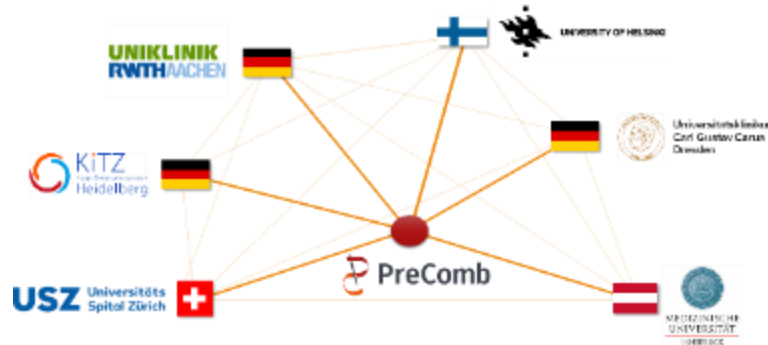 UNIKLINIK
RWTHAACHEN
UNIVERSITY OF HELSINKI
Universitätsklinikum
Carl Gustav Carus
Dresden
KiTZ
Heidelberg
PreComb
USZ Universitäts
Spital Zürich
MEDIZINISCHE
UNIVERSITÄT
INNSBRUCK